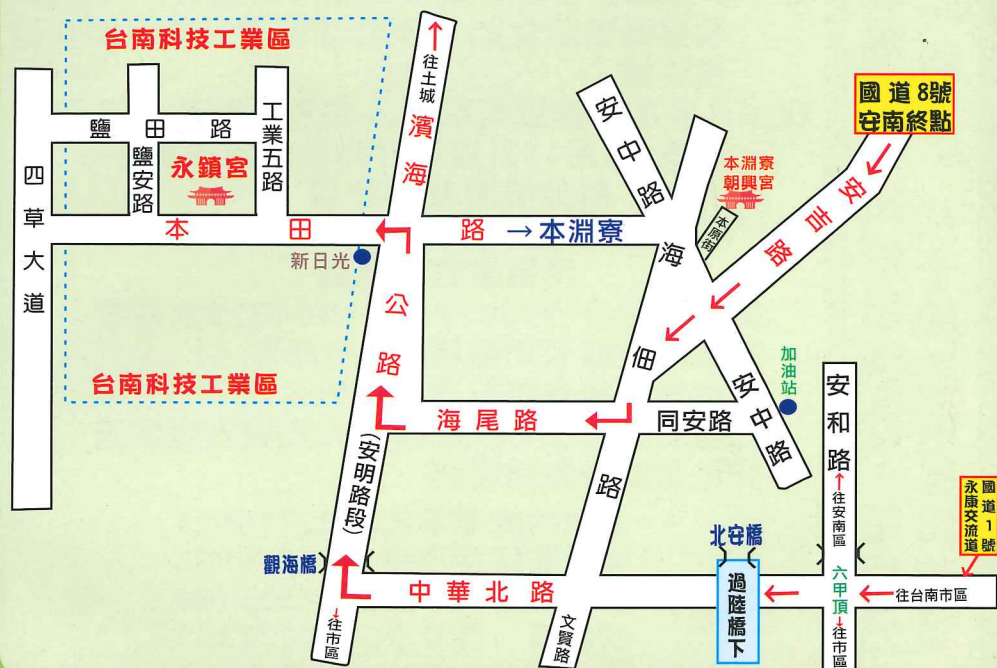 台南科技工業區
往土城
濱海公路
(安明路段)
國道8號
安南終點
安中路
鹽田路
工業五路
鹽安路
永鎮宮
四草大道
本淵寮
朝興宮
本原街
安吉路
本田路
→本淵寮
新日光
海佃路
加油站
台南科技工業區
安中路
安和路
海尾路
同安路
往安南區
國道1號
永康交流道
北安橋
觀海橋
過陸橋下
六甲頂
中華北路
往台南市區
往市區
文賢路
往市區